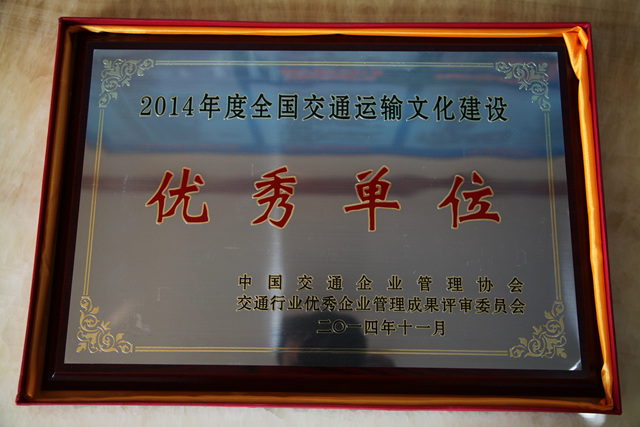 2014年度全国交通运输文化建设
优秀单位
中国交通企业管理协会
交通行业优秀企业管理成果评审委员会
二〇一四年十一月